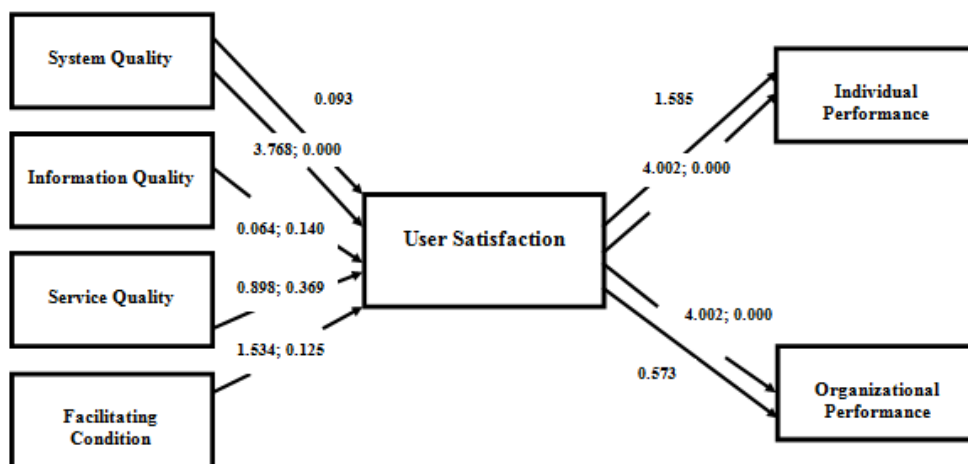 System Quality
0.093
3.768; 0.000
Information Quality
0.064; 0.140
Service Quality
0.898; 0.369
1.534; 0.125
Facilitating
Condition
User Satisfaction
1.585
4.002; 0.000
Individual
Performance
4.002; 0.000
0.573
Organizational
Performance